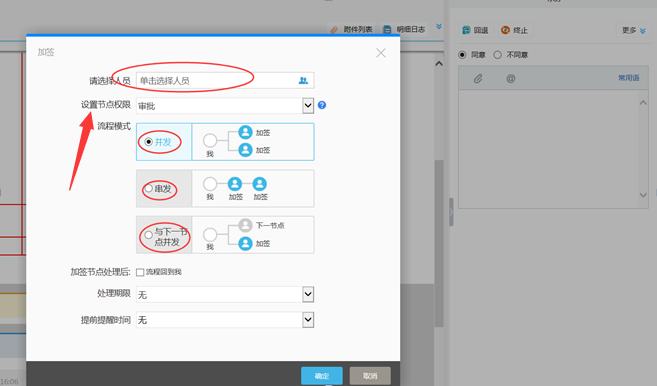 附件列表 明细日志
回退 终止 更多
同意 不同意
@ 常用语
加签
请选择人员 单击选择人员
设置节点权限 审批
流程模式
并发 我 加签 加签
串发 我 加签 加签
与下一节
点并发 我 下一节点 加签
加签节点处理后: 流程回到我
处理期限 无
提前提醒时间 无
确定 取消
16:06